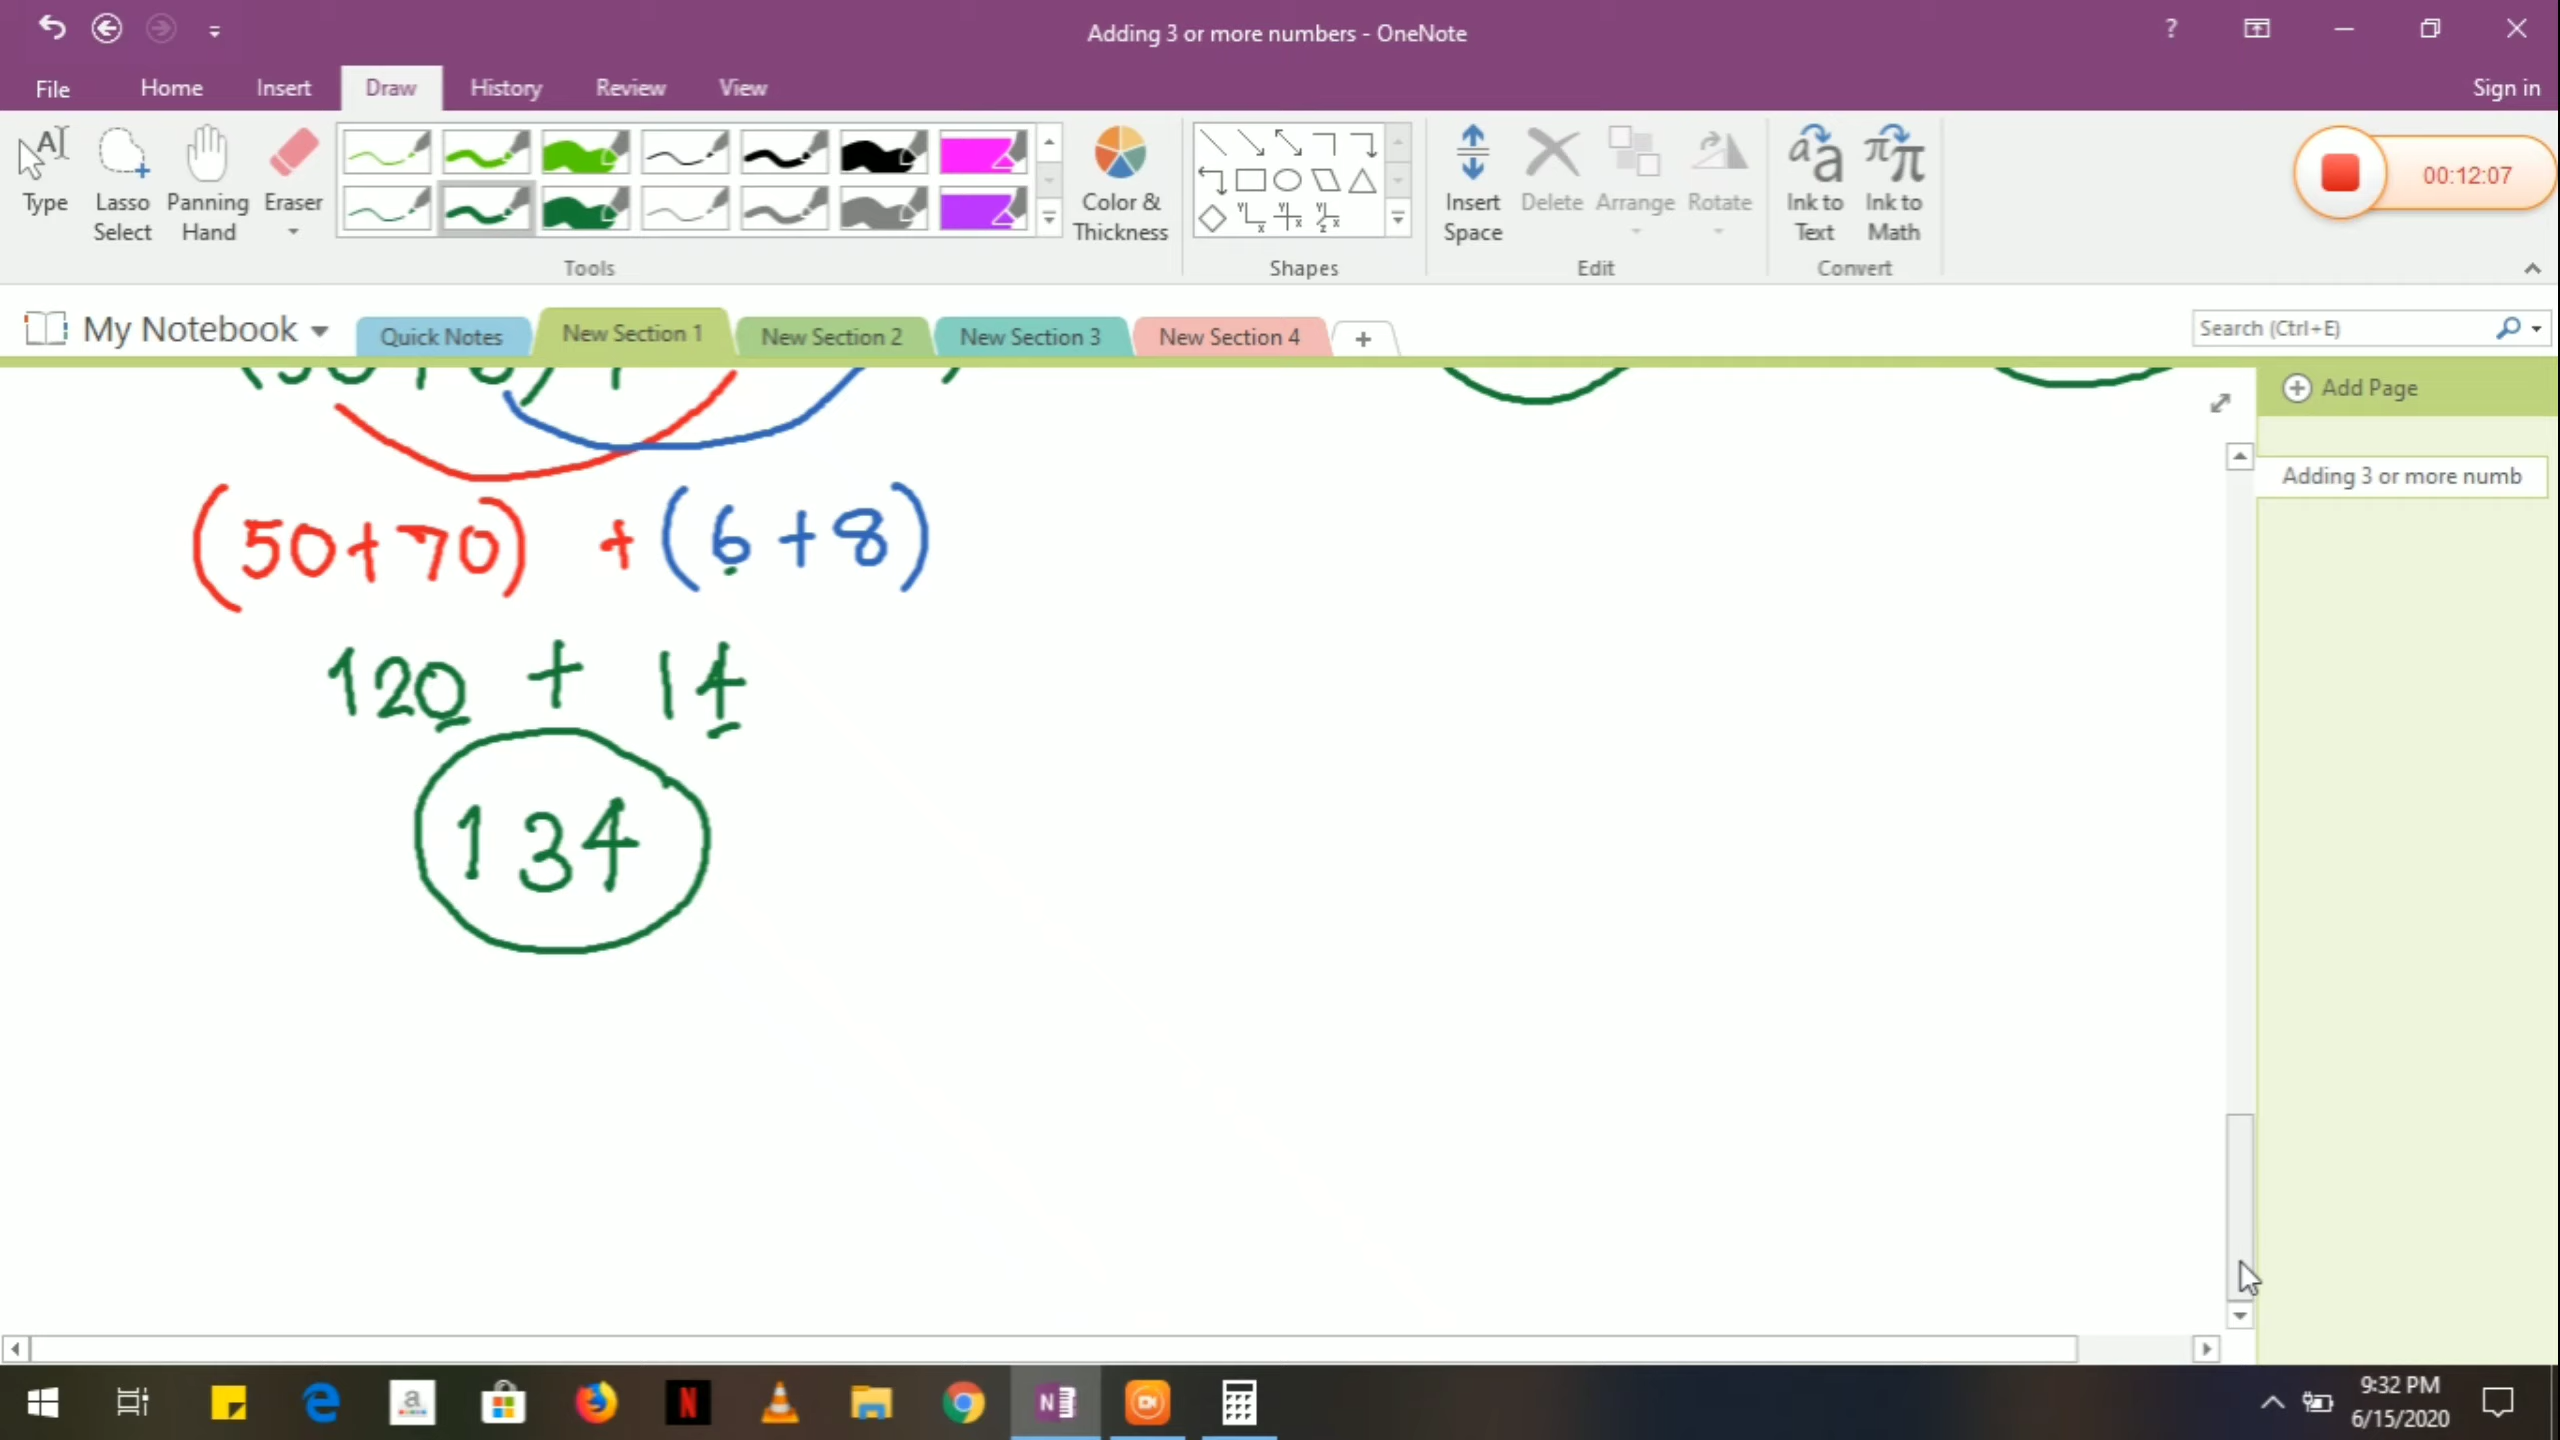 Adding 3 or more numbers - OneNote
?
File Home Insert Draw History Review View Sign in
Type
Lasso Select
Panning Hand
Eraser
Color & Thickness
Insert Space
Delete
Arrange
Rotate
Ink to Text
Ink to Math
00:12:07
Tools Shapes Edit Convert
My Notebook Quick Notes New Section 1 New Section 2 New Section 3 New Section 4 + Search (Ctrl+E)
Add Page
Adding 3 or more numb
(50+70) + (6+8)
120 + 14
134
9:32 PM
6/15/2020